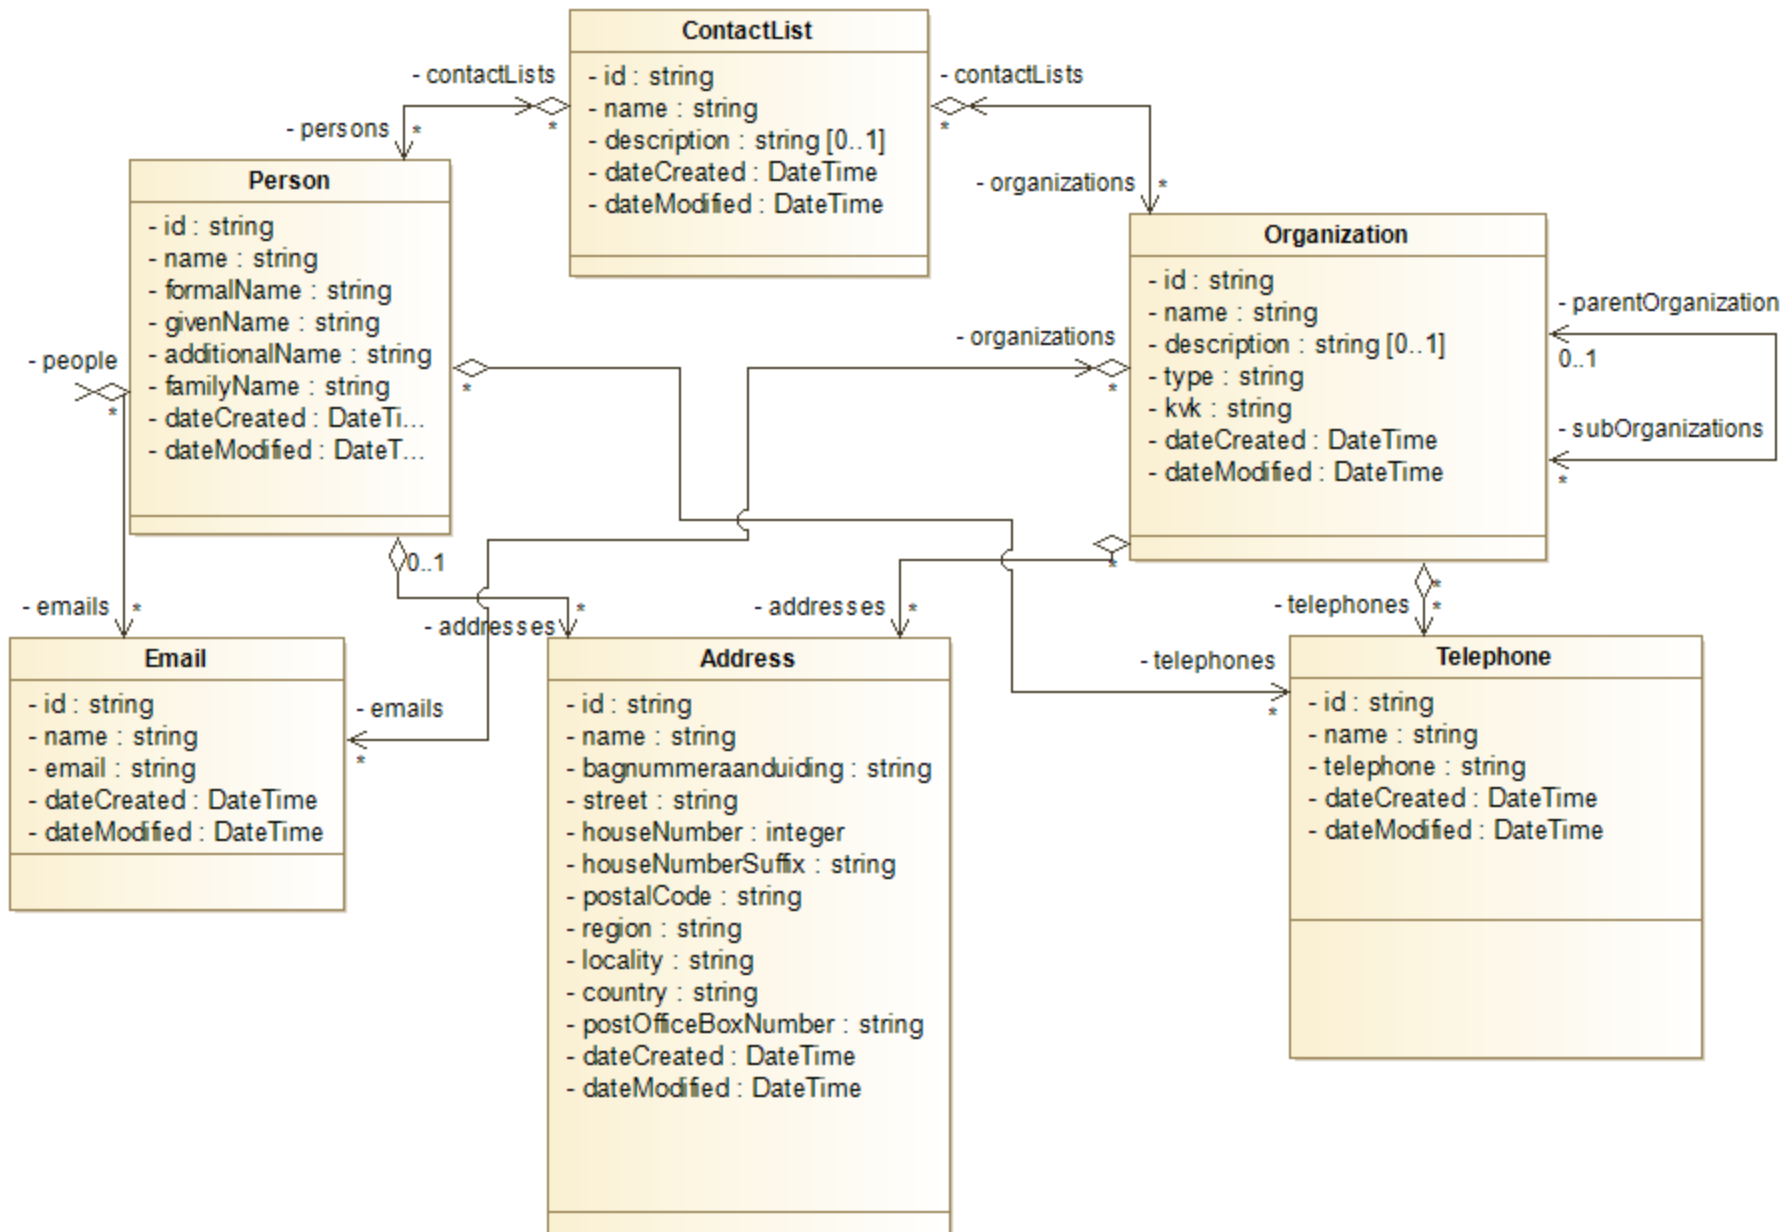 ContactList
- id : string
- name : string
- description : string [0..1]
- dateCreated : DateTime
- dateModified : DateTime
- contactLists
*
- persons
*
- contactLists
*
- organizations
*
Person
- id : string
- name : string
- formalName : string
- givenName : string
- additionalName : string
- familyName : string
- dateCreated : DateTi...
- dateModified : DateT...
Organization
- id : string
- name : string
- description : string [0..1]
- type : string
- kvk : string
- dateCreated : DateTime
- dateModified : DateTime
- parentOrganization
0..1
- subOrganizations
*
- people
*
- emails
*
*
0..1
- addresses
*
- organizations
*
- emails
*
*
- addresses
*
*
- telephones
*
- telephones
*
Email
- id : string
- name : string
- email : string
- dateCreated : DateTime
- dateModified : DateTime
Address
- id : string
- name : string
- bagnummeraanduiding : string
- street : string
- houseNumber : integer
- houseNumberSuffix : string
- postalCode : string
- region : string
- locality : string
- country : string
- postOfficeBoxNumber : string
- dateCreated : DateTime
- dateModified : DateTime
Telephone
- id : string
- name : string
- telephone : string
- dateCreated : DateTime
- dateModified : DateTime